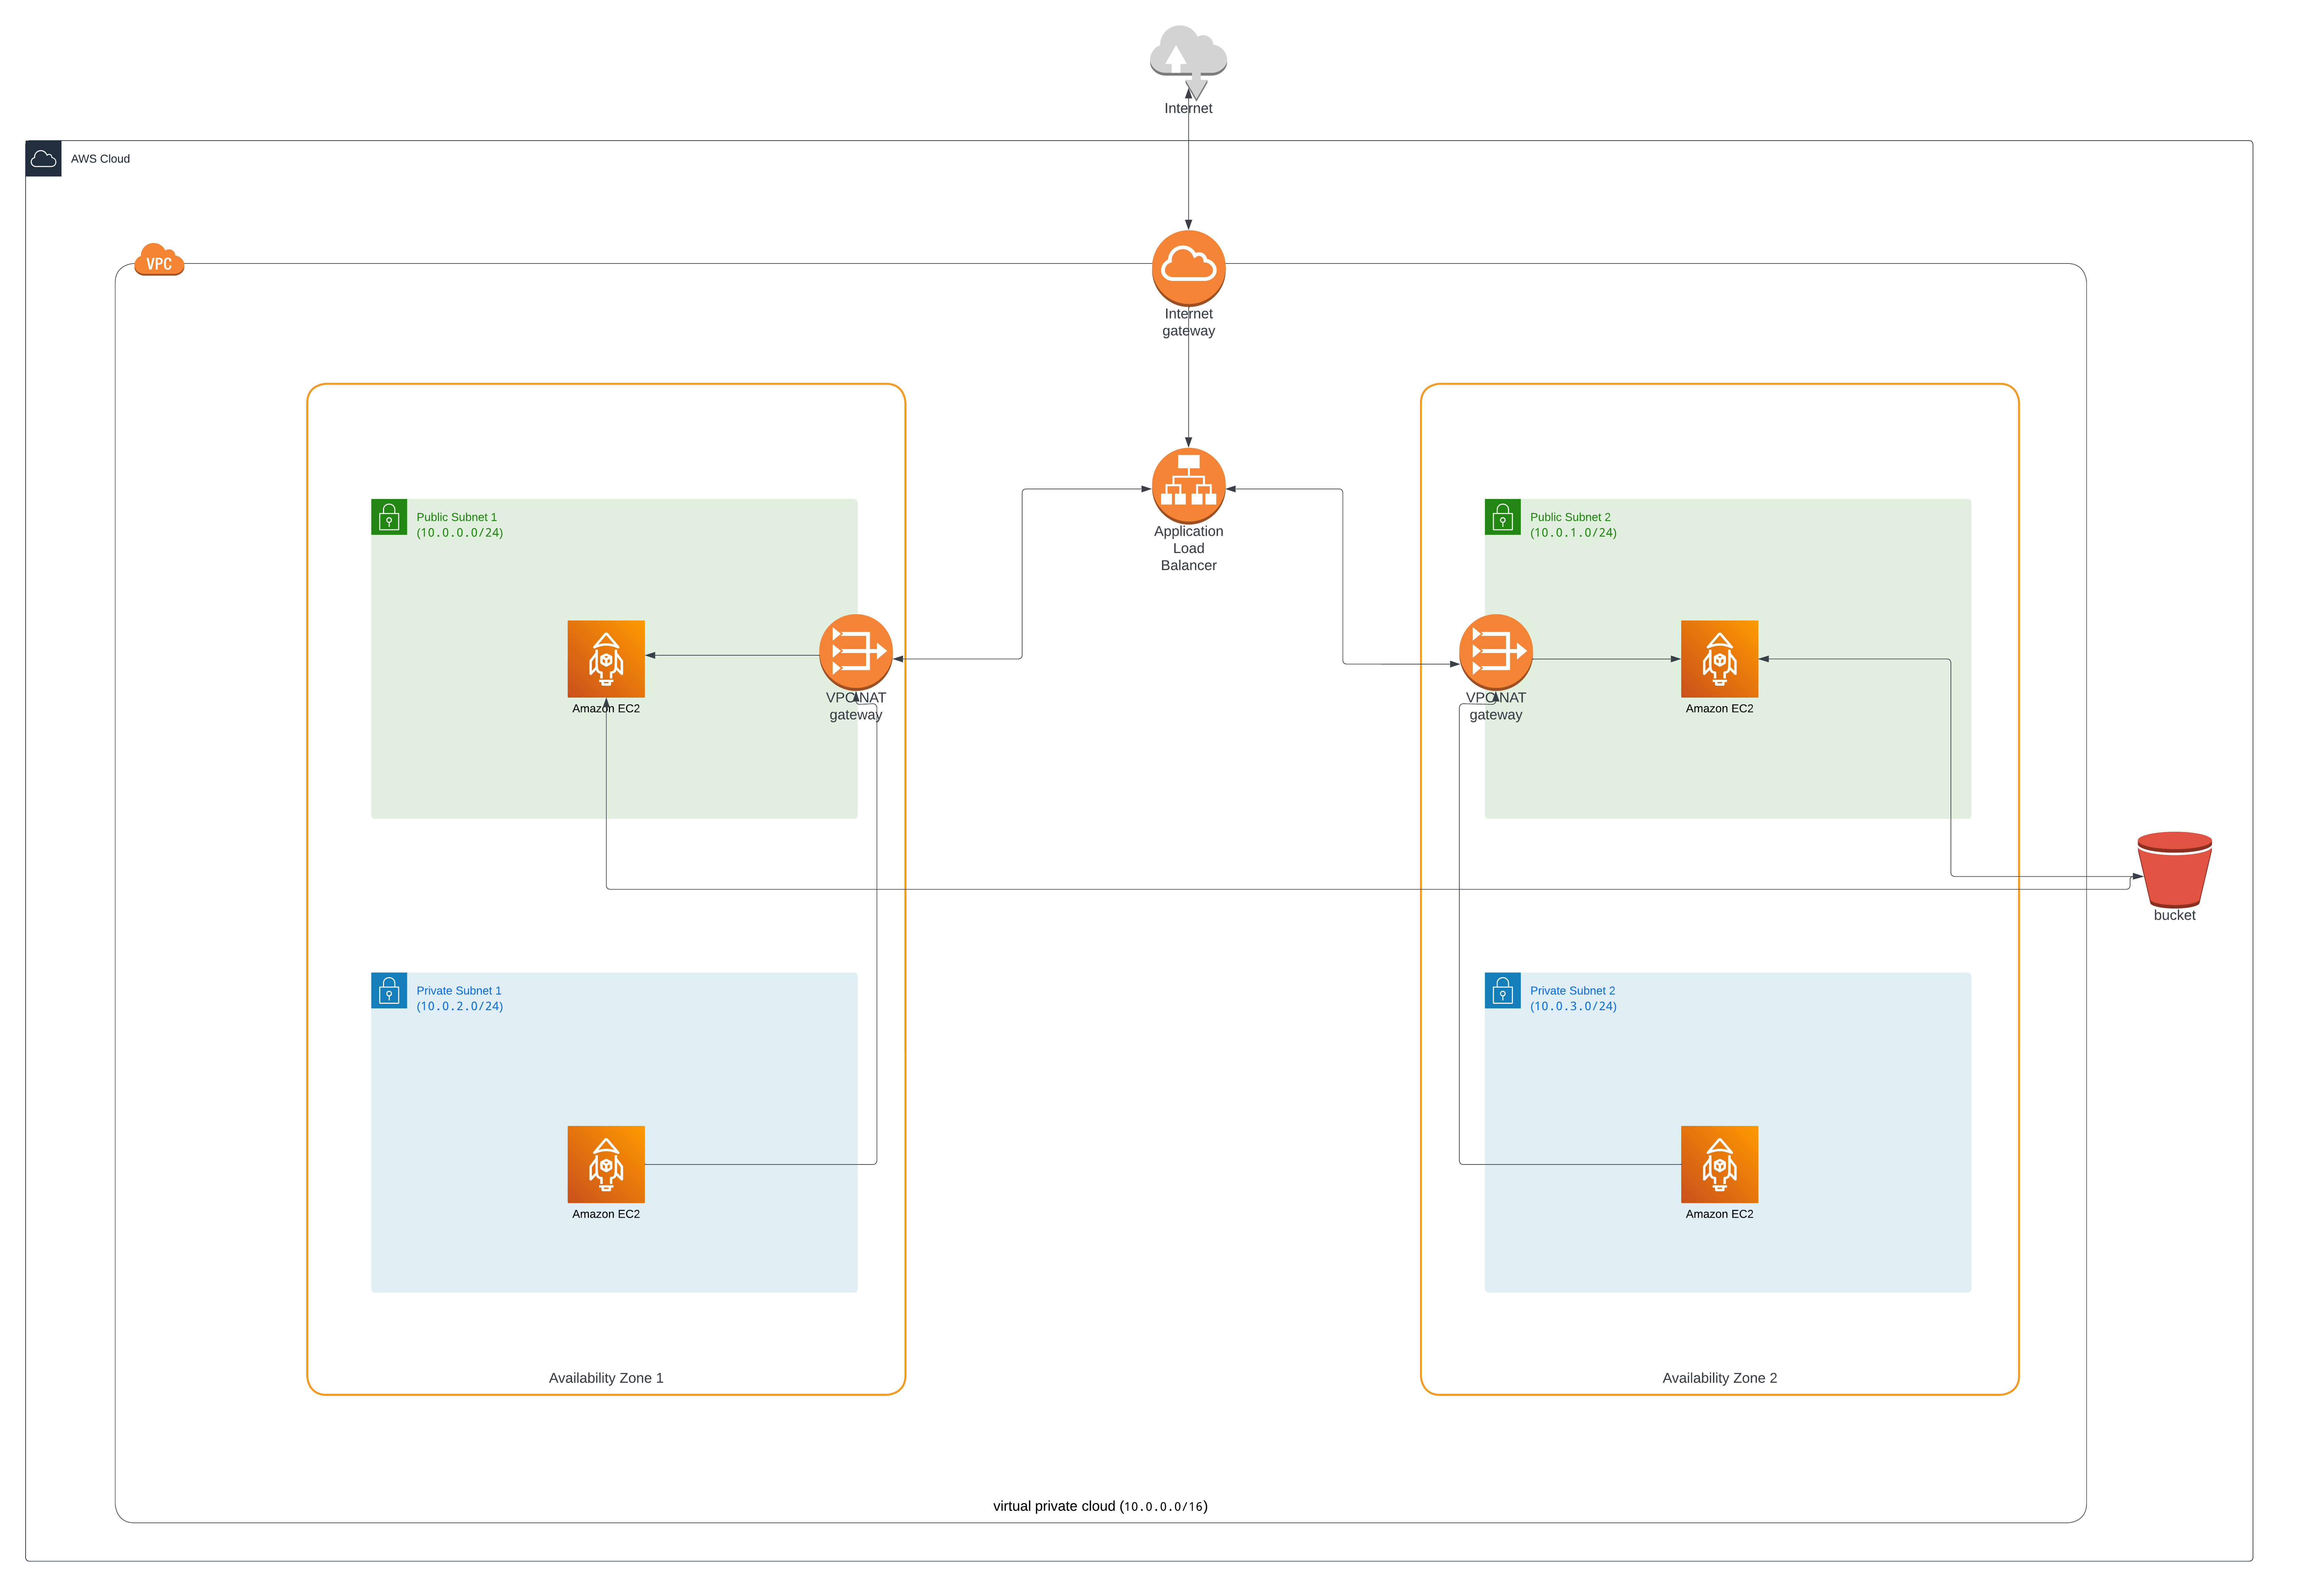 Internet
AWS Cloud
VPC
Internet
gateway
Application
Load
Balancer
Public Subnet 1
(10.0.0.0/24)
Public Subnet 2
(10.0.1.0/24)
Amazon EC2
VPC NAT
gateway
VPC NAT
gateway
Amazon EC2
bucket
Private Subnet 1
(10.0.2.0/24)
Private Subnet 2
(10.0.3.0/24)
Amazon EC2
Amazon EC2
Availability Zone 1
Availability Zone 2
virtual private cloud (10.0.0.0/16)